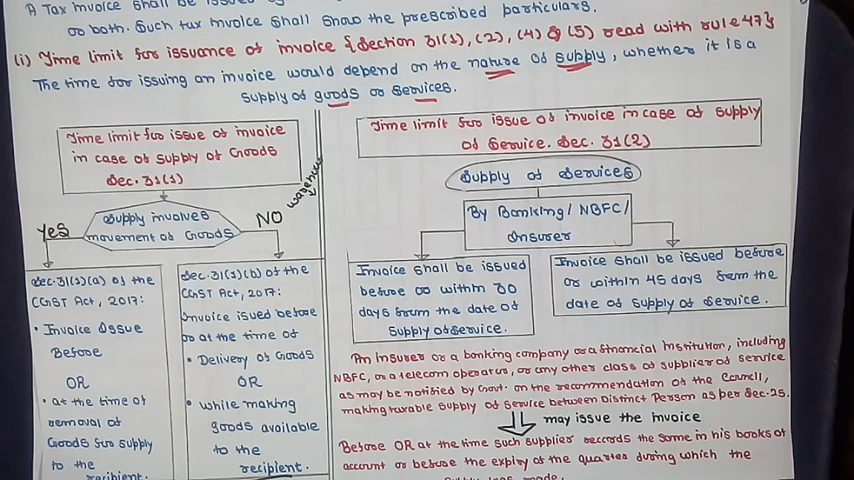 A Tax invoice shall be issued
or both. Such tax invoice shall show the prescribed particulars.
(i) Time limit for issuance of invoice {Section 31(1), (2), (4) & (5) read with rule 47}
The time for issuing an invoice would depend on the nature of supply, whether it is a
supply of goods or services.
Time limit for issue of invoice
in case of supply of Goods
Sec. 31(1)
Supply involves
movement of Goods
Yes
NO
Sec. 31(1)(a) of the
CGST Act, 2017:
• Invoice Issue
Before
OR
• at the time of
removal of
Goods for supply
to the
recipient.
Sec. 31(1)(b) of the
CGST Act, 2017:
Invoice isued before
or at the time of
• Delivery of Goods
OR
• while making
goods available
to the
recipient.
Time limit for issue of invoice in case of supply
of Service. Sec. 31(2)
Supply of Services
By Banking/NBFC/
Insurer
Invoice shall be issued
before or within 30
days from the date of
supply of service.
Invoice shall be issued before
or within 45 days from the
date of supply of service.
An Insurer or a banking company or a financial institution, including
NBFC, or a telecom operator, or any other class of supplier of service
as may be notified by Govt. on the recommendation of the Council,
making taxable supply of service between Distinct Person as per Sec-25.
may issue the invoice
Before OR at the time such supplier records the same in his books of
account or before the expiry of the quarter during which the
supply was made.